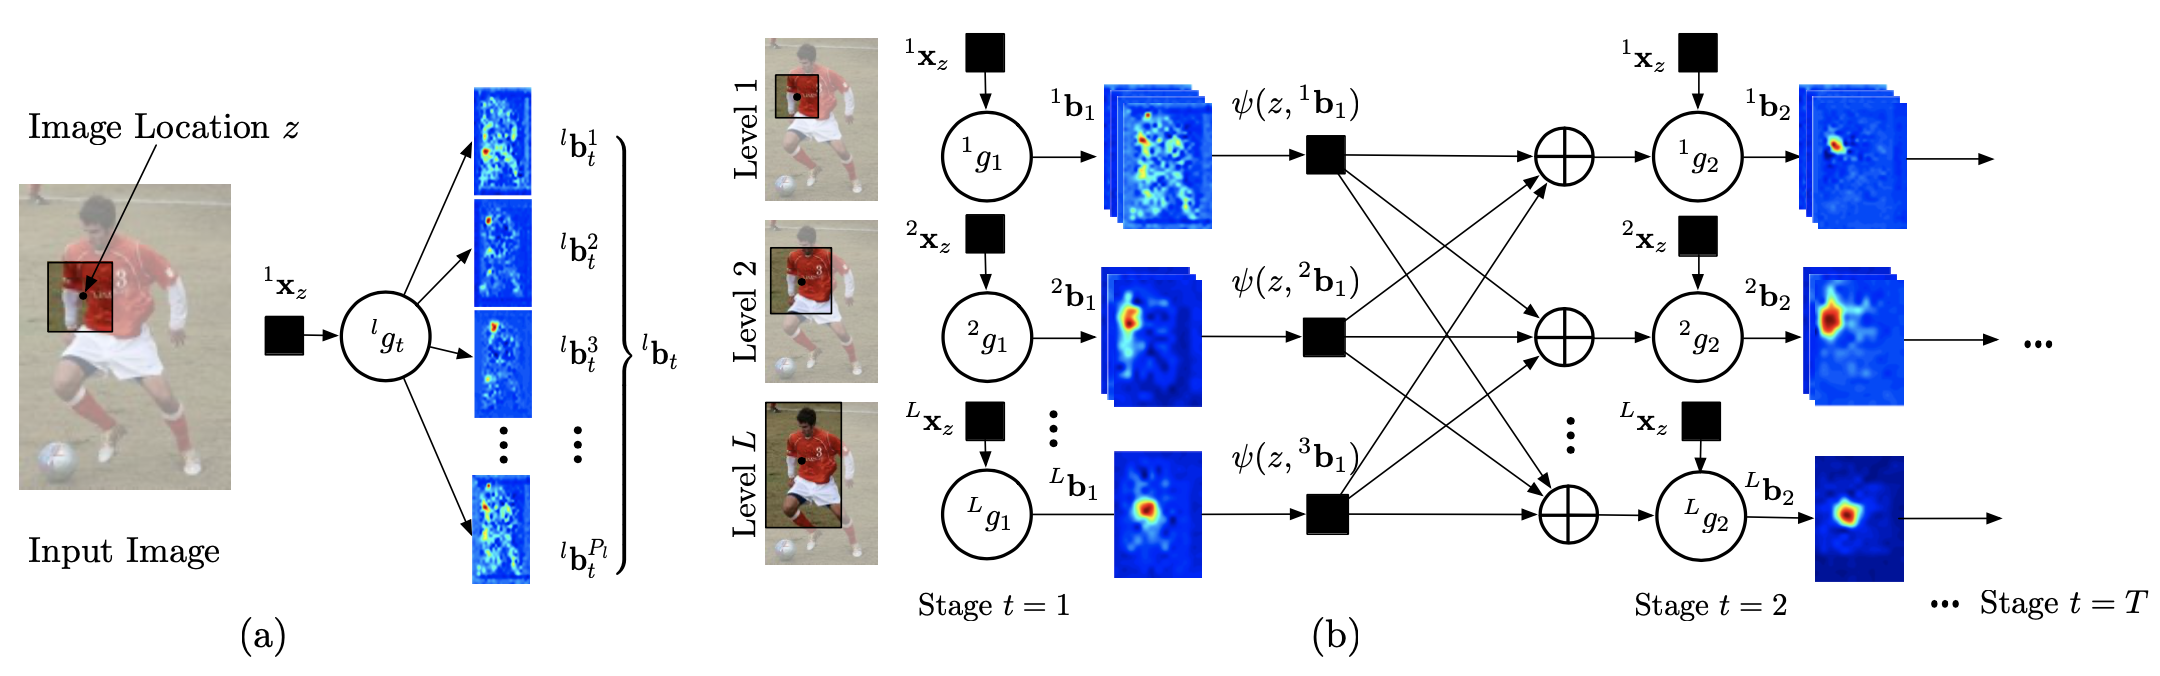 Image Location z
Input Image
¹x_z
ˡg_t
ˡb_t¹
ˡb_t²
ˡb_t³
ˡb_t^{P_l}
ˡb_t
(a)
Level 1
¹x_z
¹g₁
¹b₁
ψ(z, ¹b₁)
¹x_z
¹g₂
¹b₂
Level 2
²x_z
²g₁
²b₁
ψ(z, ²b₁)
²x_z
²g₂
²b₂
...
Level L
ᴸx_z
ᴸg₁
ᴸb₁
ψ(z, ³b₁)
ᴸx_z
ᴸg₂
ᴸb₂
Stage t = 1
Stage t = 2
... Stage t = T
(b)